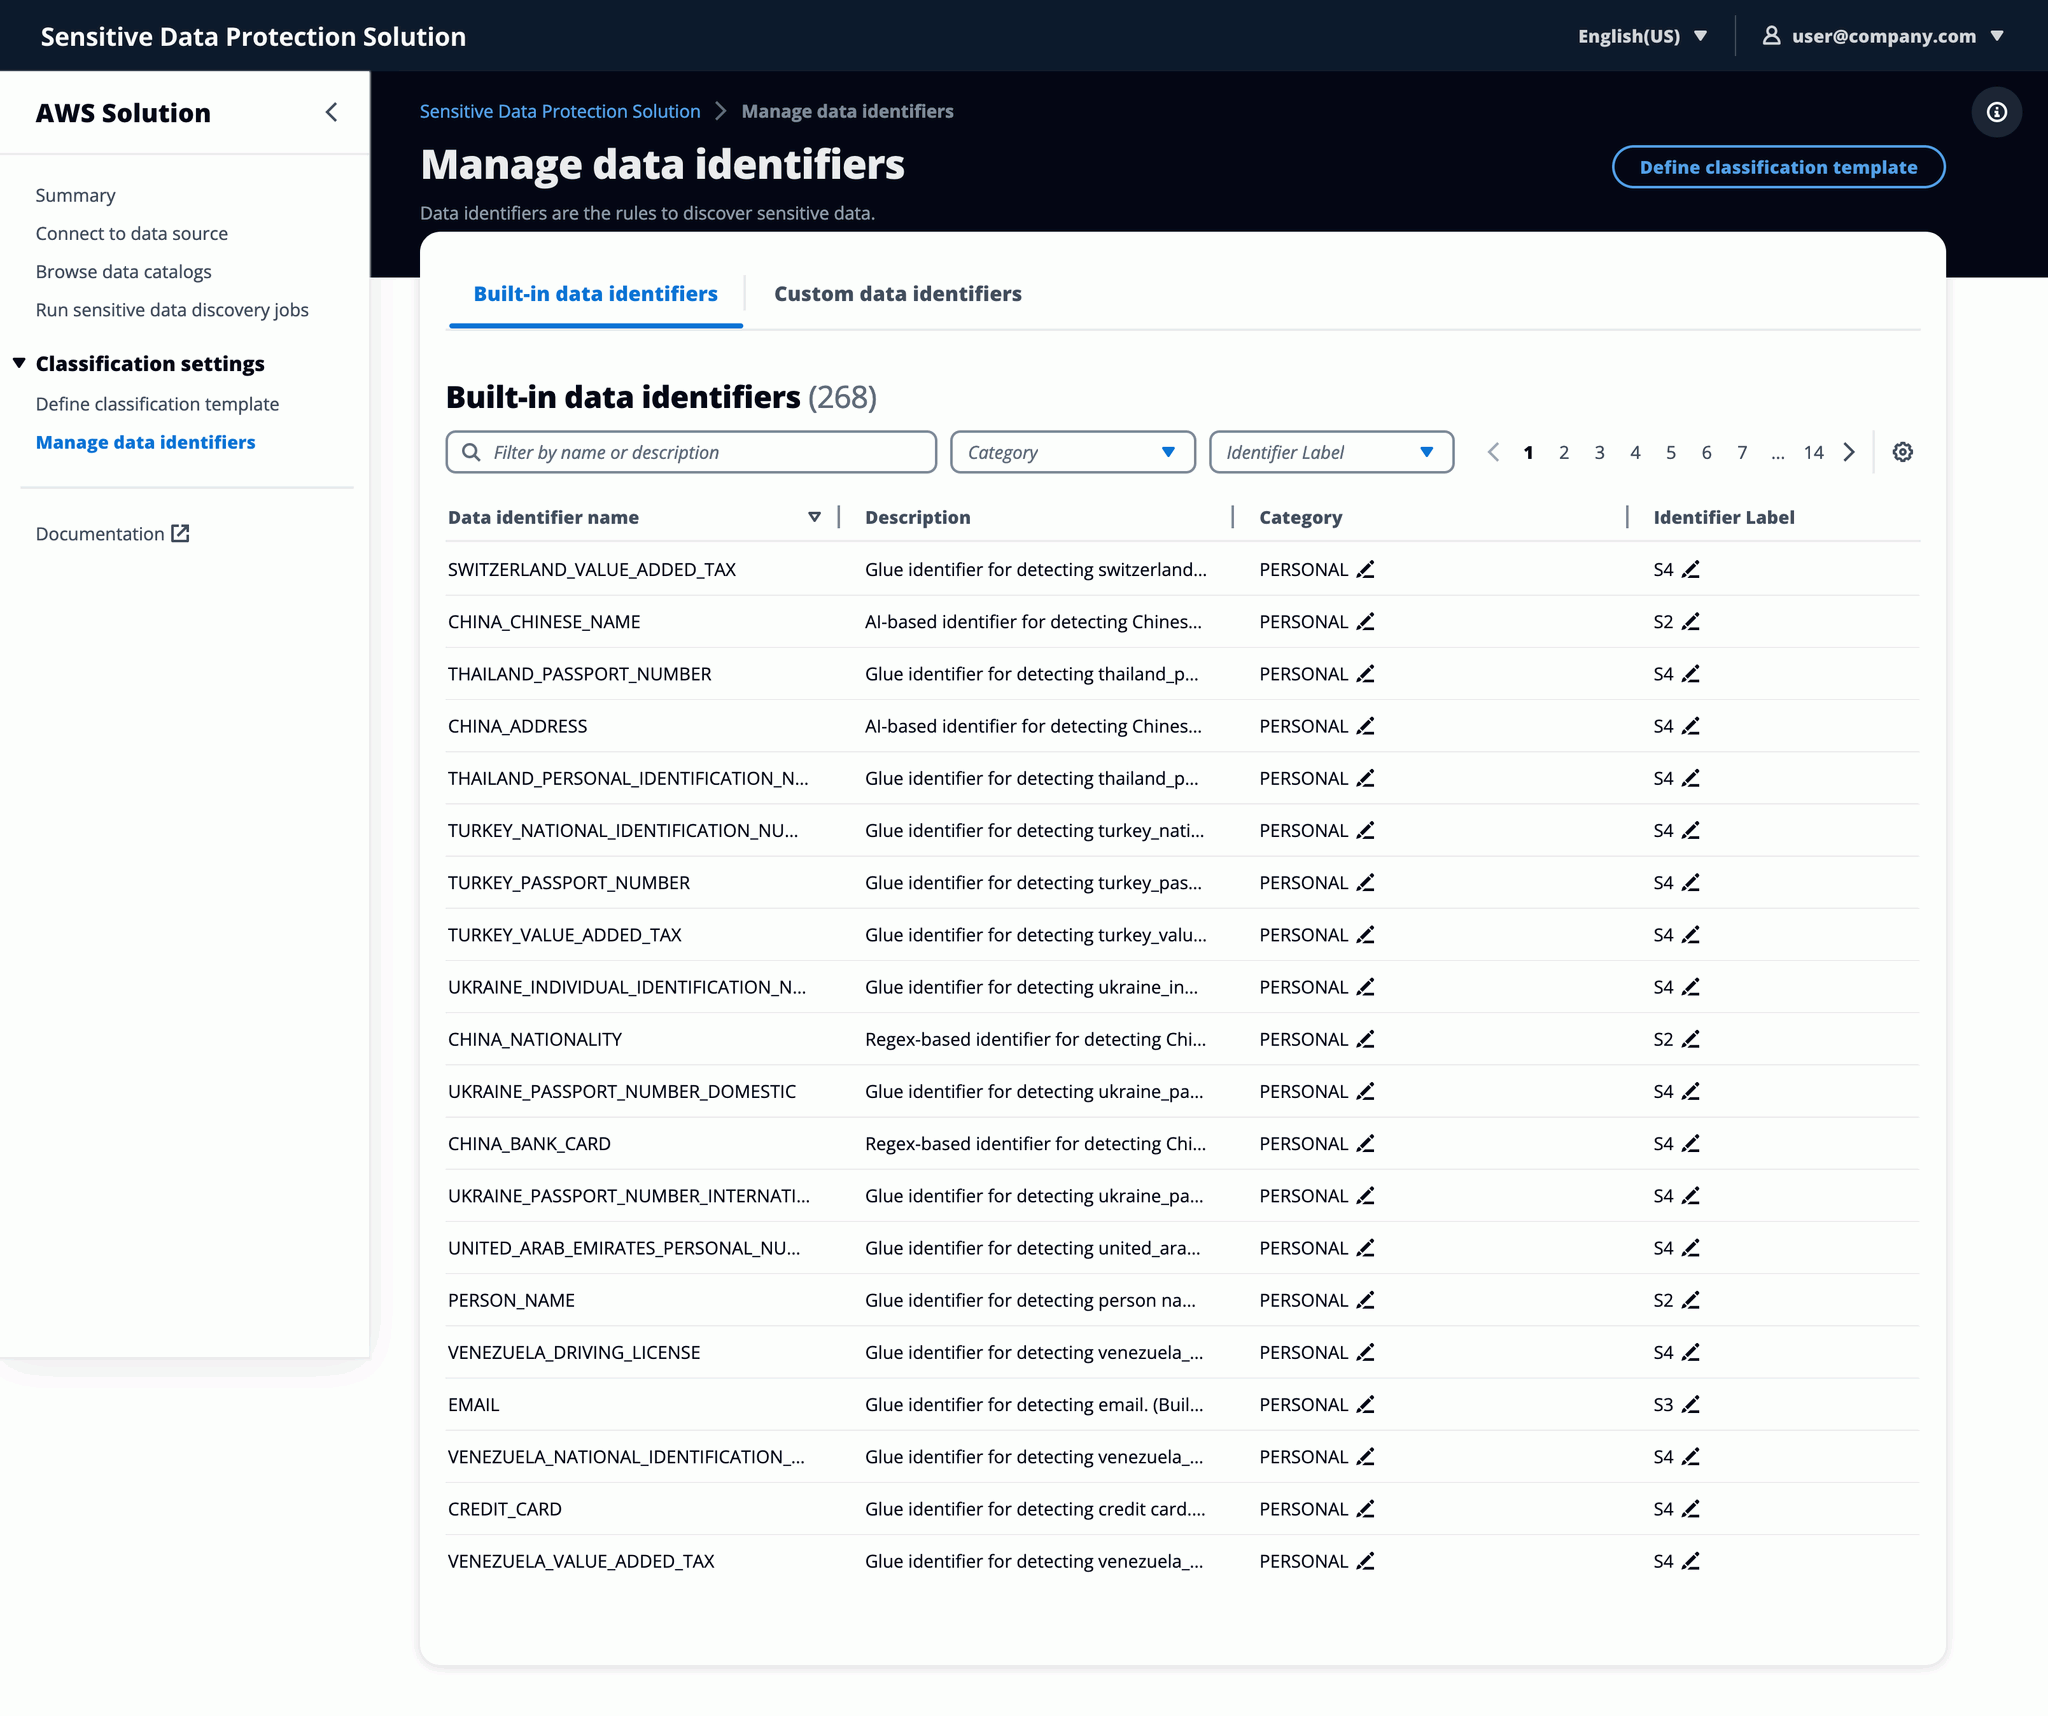 Sensitive Data Protection Solution
English(US)
user@company.com
AWS Solution
Summary
Connect to data source
Browse data catalogs
Run sensitive data discovery jobs
Classification settings
Define classification template
Manage data identifiers
Documentation
Sensitive Data Protection Solution
Manage data identifiers
Manage data identifiers
Define classification template
Data identifiers are the rules to discover sensitive data.
Built-in data identifiers
Custom data identifiers
Built-in data identifiers (268)
Filter by name or description
Category
Identifier Label
1 2 3 4 5 6 7 ... 14
Data identifier name Description Category Identifier Label
SWITZERLAND_VALUE_ADDED_TAX Glue identifier for detecting switzerland... PERSONAL S4
CHINA_CHINESE_NAME AI-based identifier for detecting Chines... PERSONAL S2
THAILAND_PASSPORT_NUMBER Glue identifier for detecting thailand_p... PERSONAL S4
CHINA_ADDRESS AI-based identifier for detecting Chines... PERSONAL S4
THAILAND_PERSONAL_IDENTIFICATION_N... Glue identifier for detecting thailand_p... PERSONAL S4
TURKEY_NATIONAL_IDENTIFICATION_NU... Glue identifier for detecting turkey_nati... PERSONAL S4
TURKEY_PASSPORT_NUMBER Glue identifier for detecting turkey_pas... PERSONAL S4
TURKEY_VALUE_ADDED_TAX Glue identifier for detecting turkey_valu... PERSONAL S4
UKRAINE_INDIVIDUAL_IDENTIFICATION_N... Glue identifier for detecting ukraine_in... PERSONAL S4
CHINA_NATIONALITY Regex-based identifier for detecting Chi... PERSONAL S2
UKRAINE_PASSPORT_NUMBER_DOMESTIC Glue identifier for detecting ukraine_pa... PERSONAL S4
CHINA_BANK_CARD Regex-based identifier for detecting Chi... PERSONAL S4
UKRAINE_PASSPORT_NUMBER_INTERNATI... Glue identifier for detecting ukraine_pa... PERSONAL S4
UNITED_ARAB_EMIRATES_PERSONAL_NU... Glue identifier for detecting united_ara... PERSONAL S4
PERSON_NAME Glue identifier for detecting person na... PERSONAL S2
VENEZUELA_DRIVING_LICENSE Glue identifier for detecting venezuela_... PERSONAL S4
EMAIL Glue identifier for detecting email. (Buil... PERSONAL S3
VENEZUELA_NATIONAL_IDENTIFICATION_... Glue identifier for detecting venezuela_... PERSONAL S4
CREDIT_CARD Glue identifier for detecting credit card.... PERSONAL S4
VENEZUELA_VALUE_ADDED_TAX Glue identifier for detecting venezuela_... PERSONAL S4